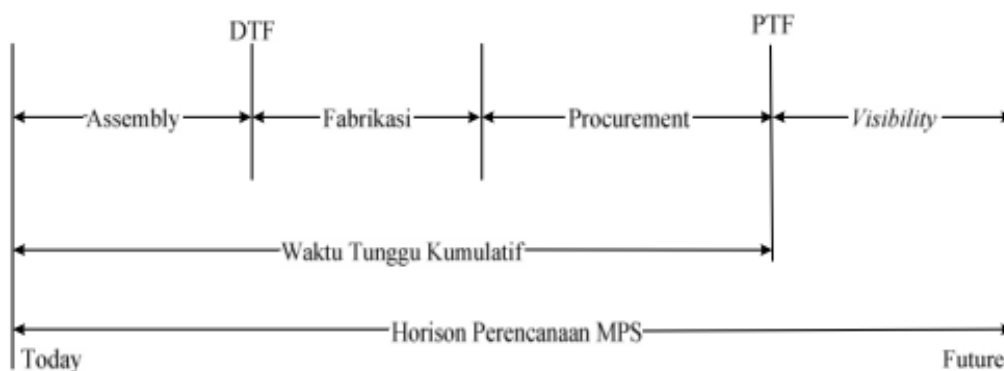 DTF
PTF
Assembly
Fabrikasi
Procurement
Visibility
Waktu Tunggu Kumulatif
Horison Perencanaan MPS
Today
Future